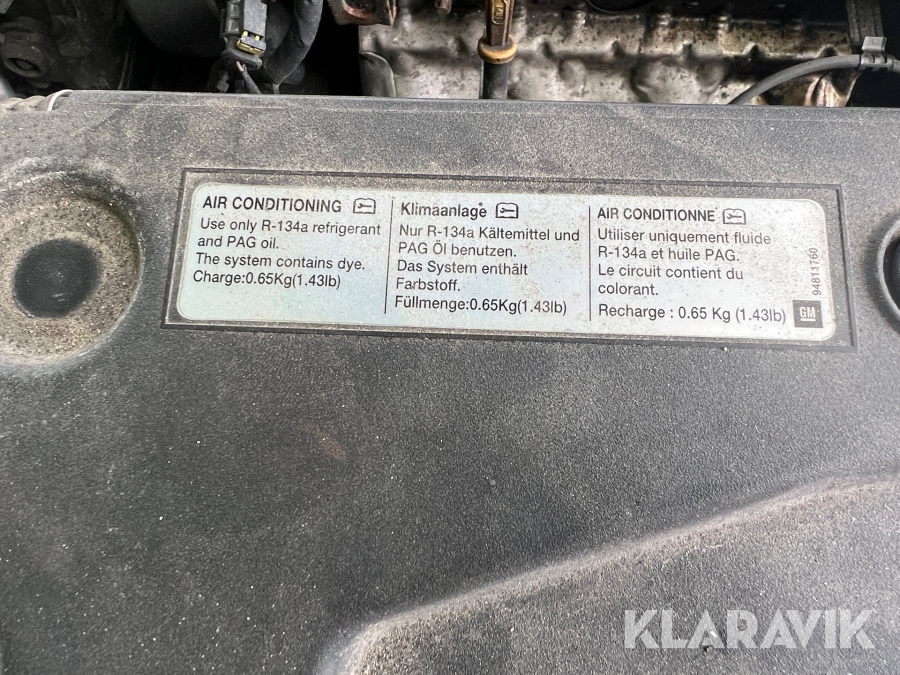 AIR CONDITIONING
Use only R-134a refrigerant
and PAG oil.
The system contains dye.
Charge:0.65Kg(1.43lb)
Klimaanlage
Nur R-134a Kältemittel und
PAG Öl benutzen.
Das System enthält
Farbstoff.
Füllmenge:0.65Kg(1.43lb)
AIR CONDITIONNE
Utiliser uniquement fluide
R-134a et huile PAG.
Le circuit contient du
colorant.
Recharge : 0.65 Kg (1.43lb)
94811760
GM
KLARAVIK